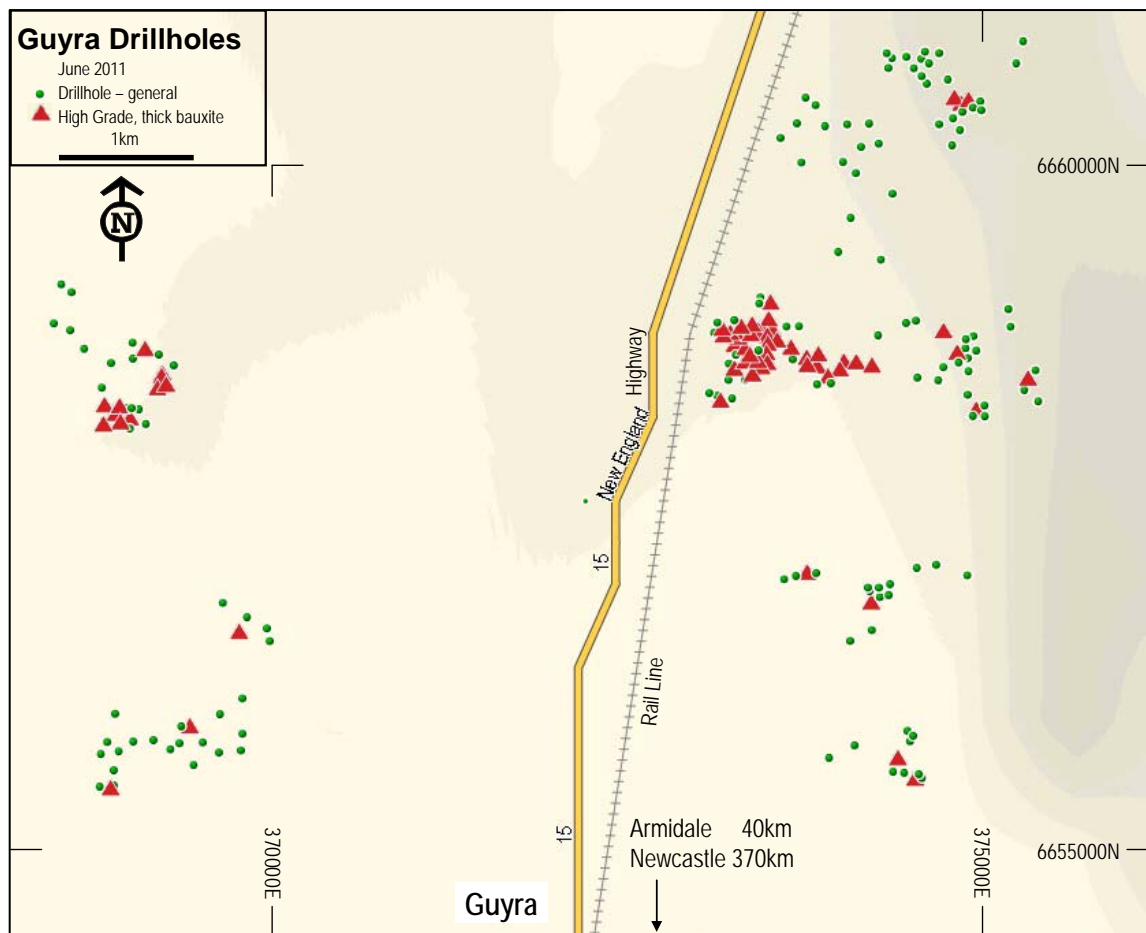 Guyra Drillholes
June 2011
Drillhole – general
High Grade, thick bauxite
1km
N
6660000N
Highway
New England
15
Rail Line
15
Armidale 40km
Newcastle 370km
370000E
375000E
6655000N
Guyra